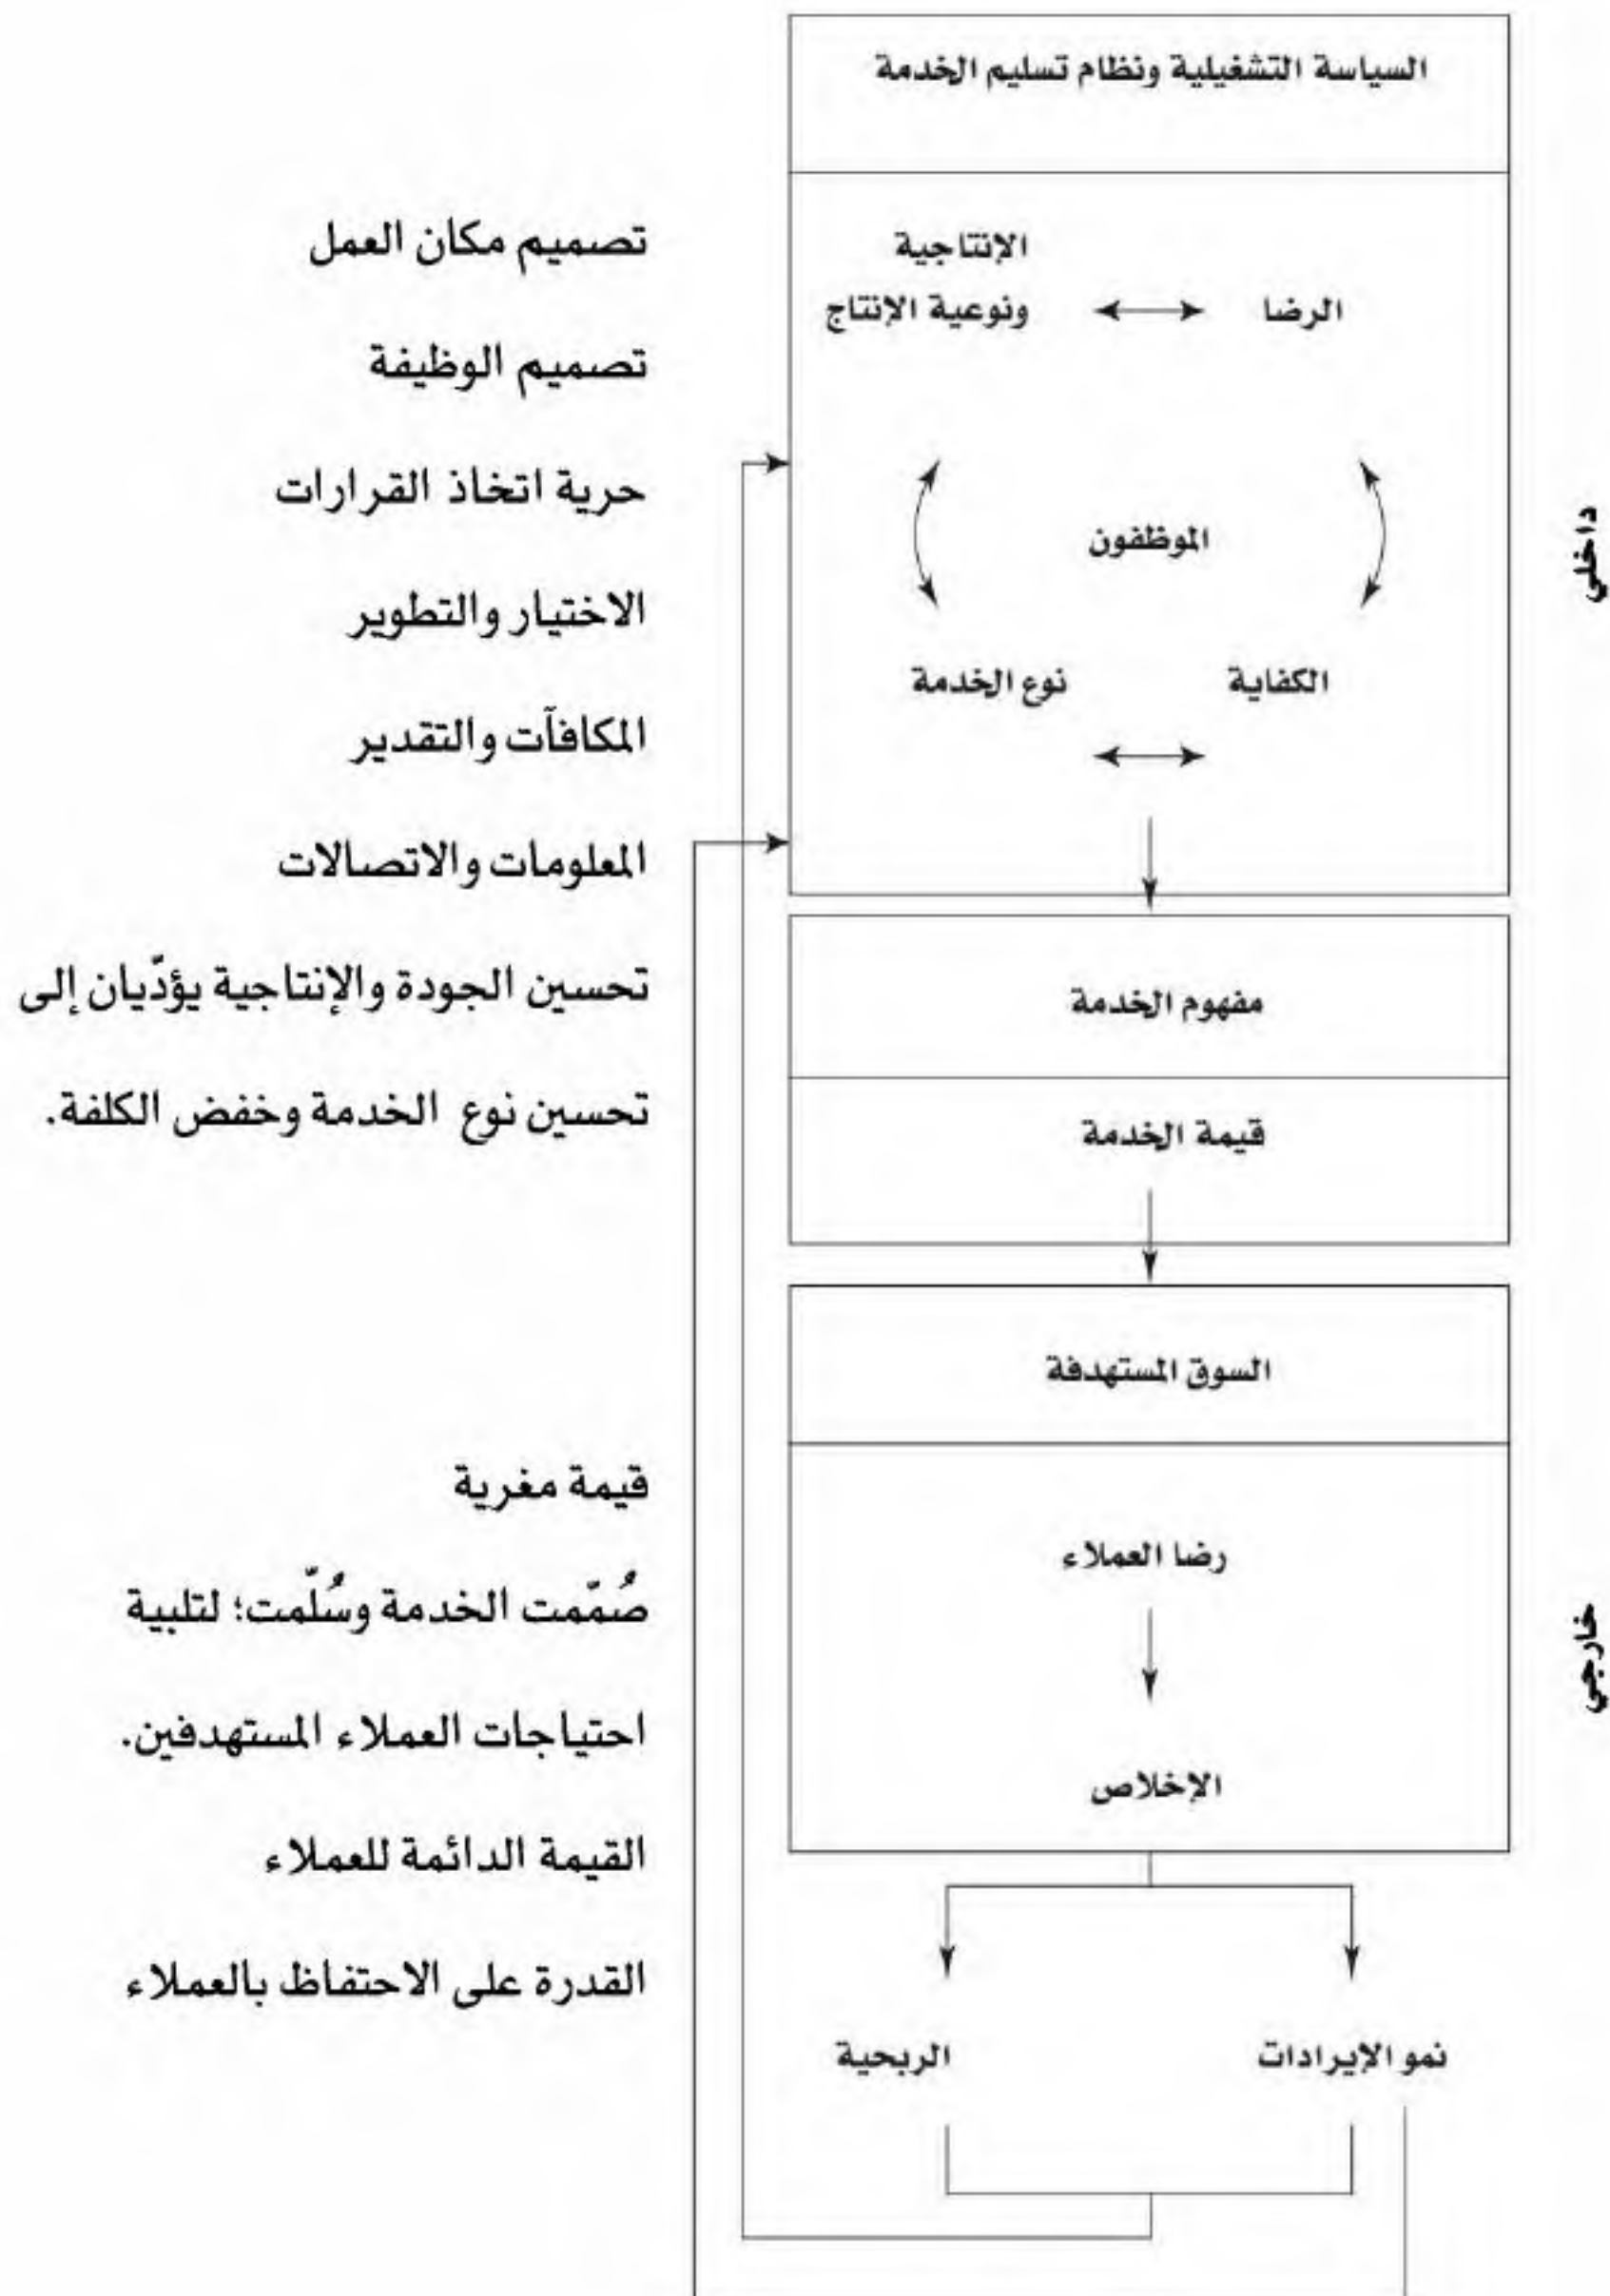 السياسة التشغيلية ونظام تسليم الخدمة
الإنتاجية
الرضا
ونوعية الإنتاج
الموظفون
الكفاية
نوع الخدمة
داخلي
مفهوم الخدمة
قيمة الخدمة
السوق المستهدفة
رضا العملاء
الإخلاص
خارجي
نمو الإيرادات
الربحية
تصميم مكان العمل
تصميم الوظيفة
حرية اتخاذ القرارات
الاختيار والتطوير
المكافآت والتقدير
المعلومات والاتصالات
تحسين الجودة والإنتاجية يؤدّيان إلى
تحسين نوع الخدمة وخفض الكلفة.
قيمة مغرية
صُمّمت الخدمة وسُلّمت؛ لتلبية
احتياجات العملاء المستهدفين.
القيمة الدائمة للعملاء
القدرة على الاحتفاظ بالعملاء